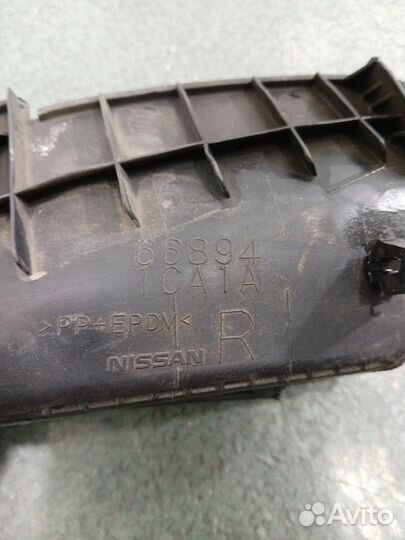 66894
1CA1A
>PP+EPDM<
R
NISSAN
Avito